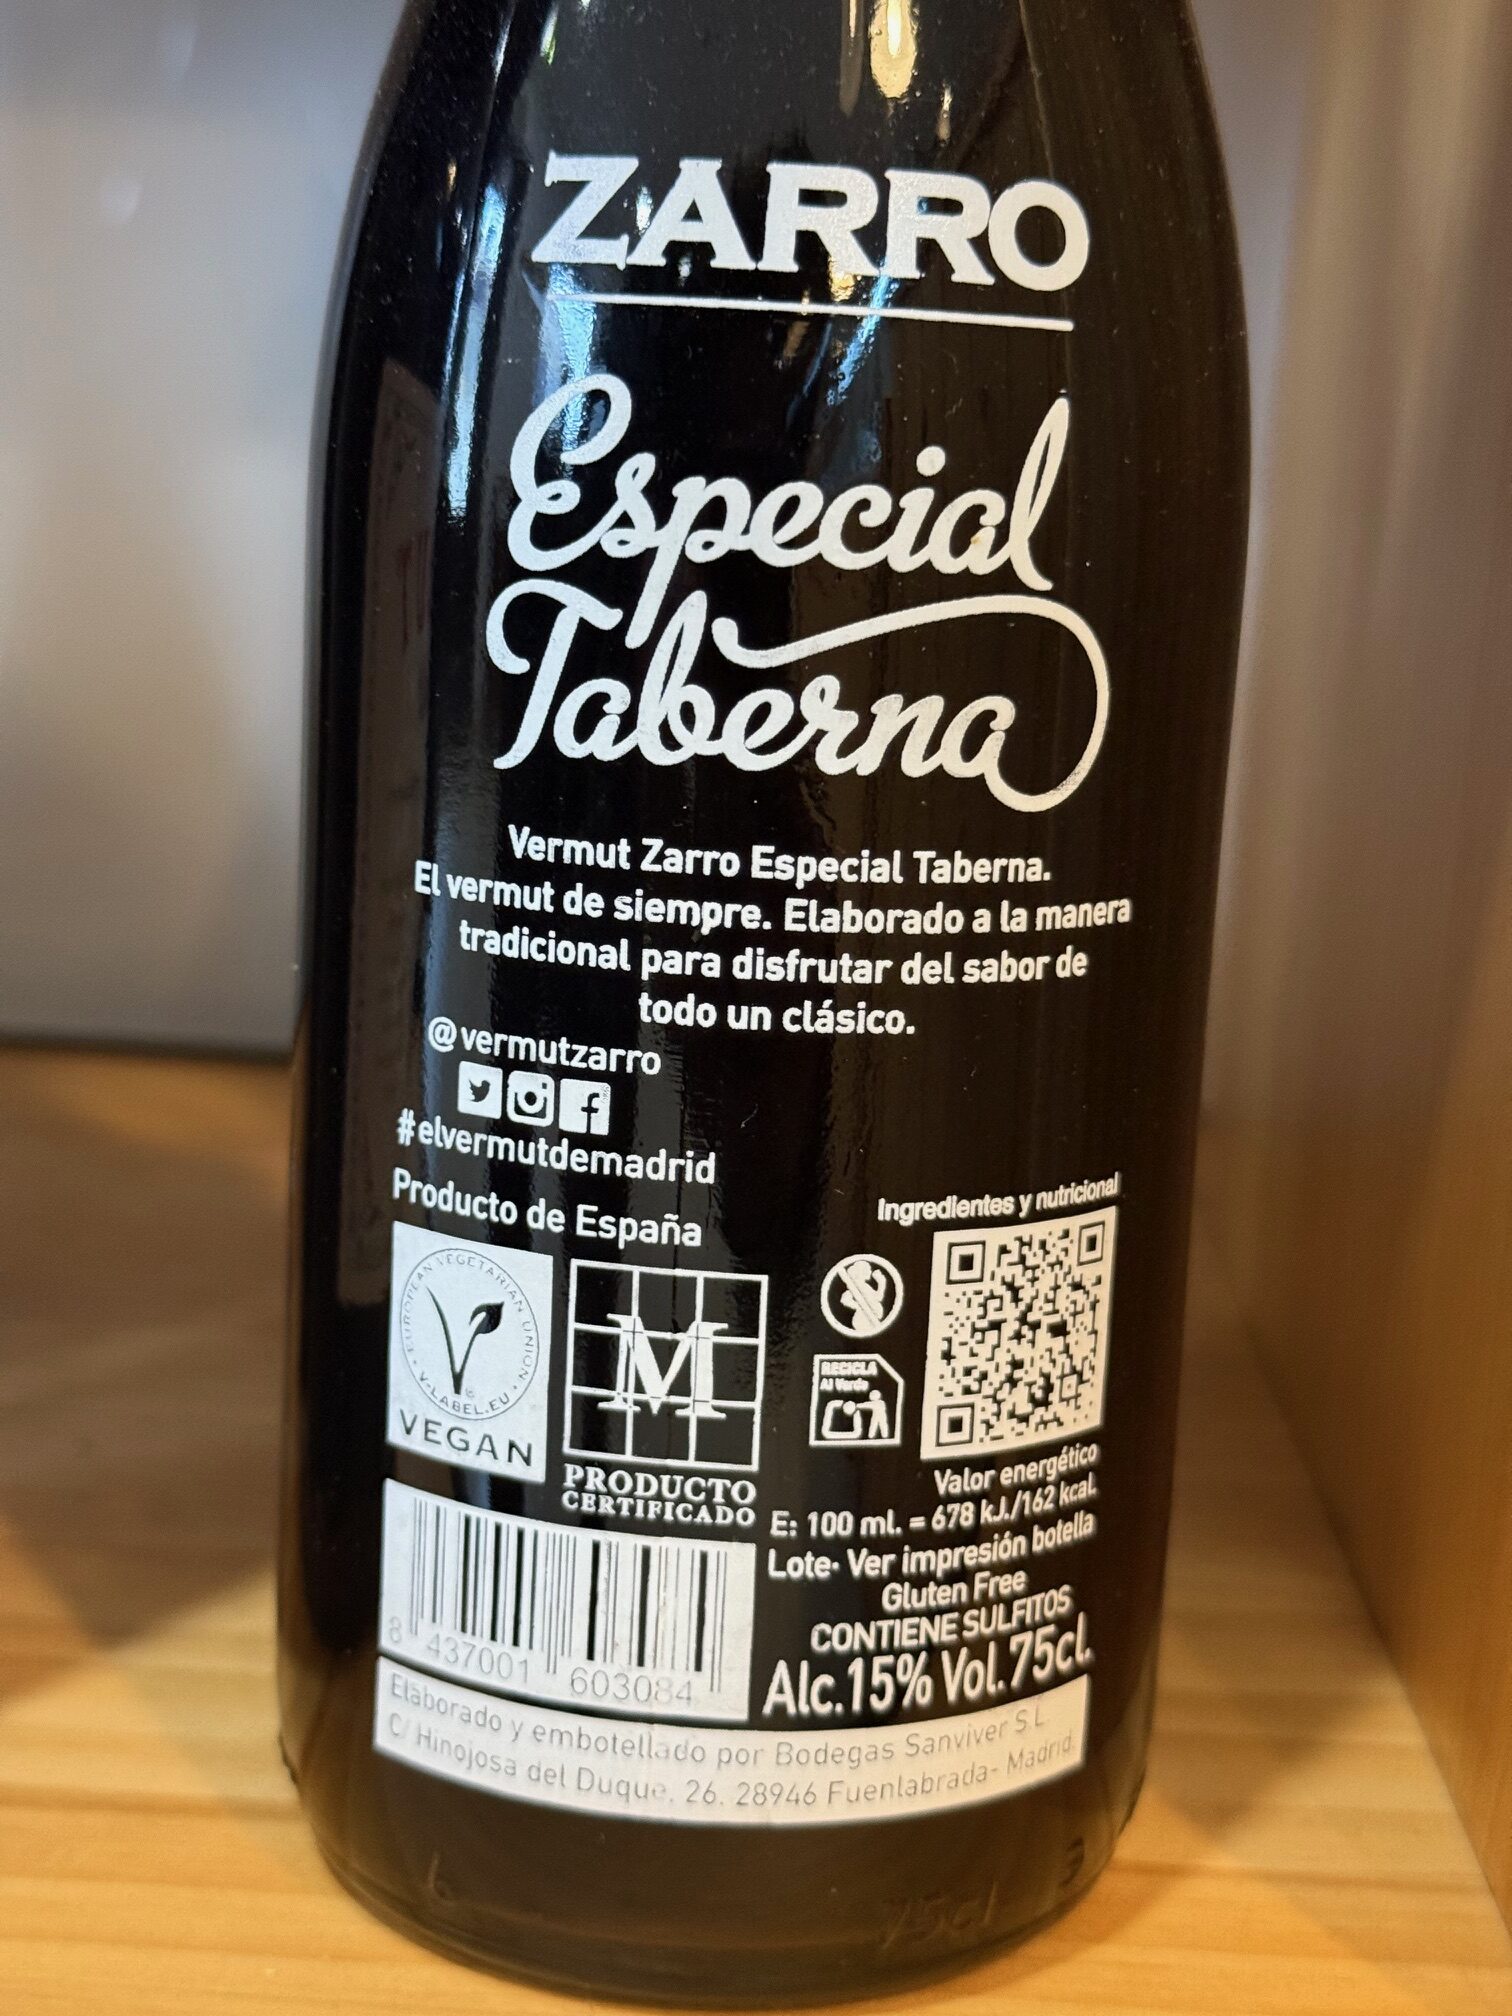 ZARRO
Especial
Taberna
Vermut Zarro Especial Taberna.
El vermut de siempre. Elaborado a la manera
tradicional para disfrutar del sabor de
todo un clásico.
@vermutzarro
#elvermutdemadrid
Producto de España
Ingredientes y nutricional
EUROPEAN VEGETARIAN UNION
V-LABEL.EU
VEGAN
M
PRODUCTO
CERTIFICADO
RECICLA
Al Verde
Valor energético
E: 100 ml. = 678 kJ./162 kcal.
Lote· Ver impresión botella
Gluten Free
CONTIENE SULFITOS
Alc.15% Vol.75cl.
8 437001 603084
Elaborado y embotellado por Bodegas Sanviver S.L.
C/ Hinojosa del Duque, 26. 28946 Fuenlabrada- Madrid.
75cl